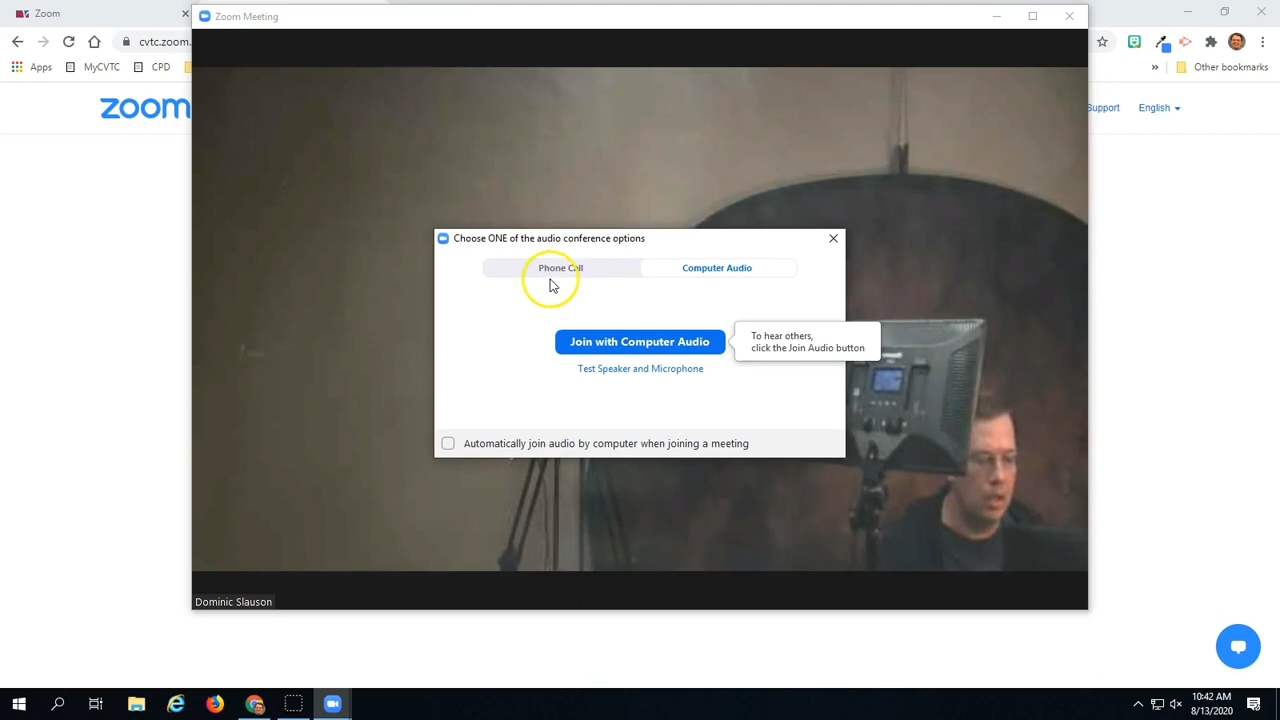 Zoom
Zoom Meeting
cvtc.zoom.
Apps
MyCVTC
CPD
»
Other bookmarks
zoom
Support
English
Choose ONE of the audio conference options
Phone Call
Computer Audio
Join with Computer Audio
To hear others,
click the Join Audio button
Test Speaker and Microphone
Automatically join audio by computer when joining a meeting
Dominic Slauson
10:42 AM
8/13/2020